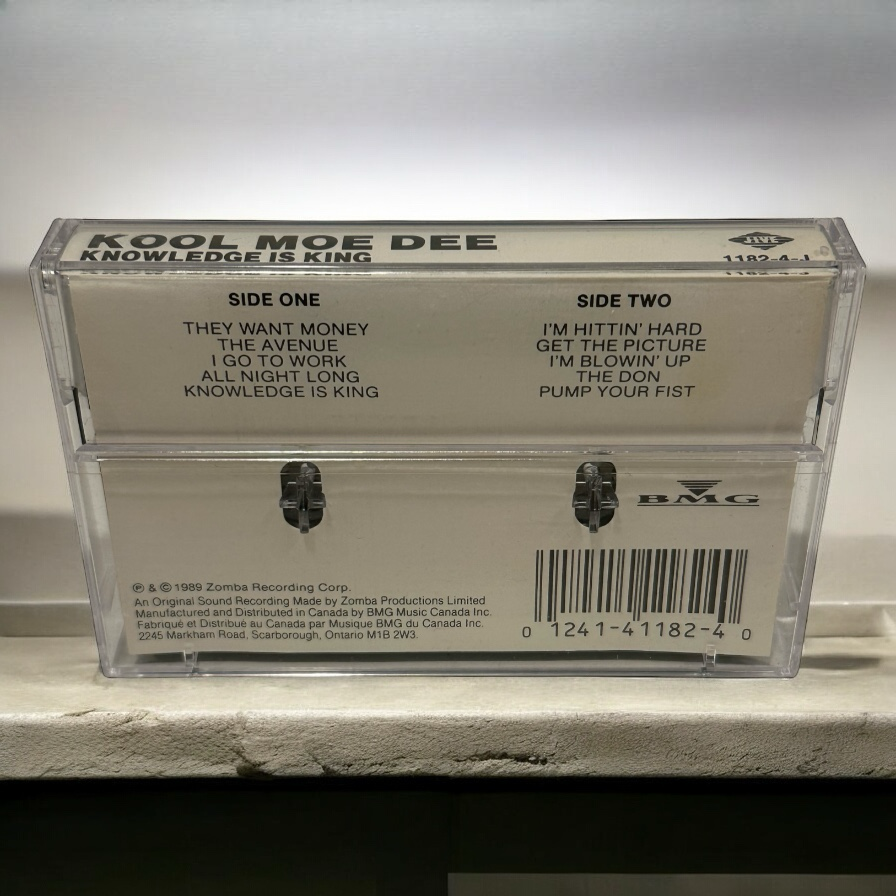 KOOL MOE DEE
KNOWLEDGE IS KING
JIVE
1182-4-J
SIDE ONE
THEY WANT MONEY
THE AVENUE
I GO TO WORK
ALL NIGHT LONG
KNOWLEDGE IS KING
SIDE TWO
I'M HITTIN' HARD
GET THE PICTURE
I'M BLOWIN' UP
THE DON
PUMP YOUR FIST
BMG
℗ & © 1989 Zomba Recording Corp.
An Original Sound Recording Made by Zomba Productions Limited
Manufactured and Distributed in Canada by BMG Music Canada Inc.
Fabriqué et Distribué au Canada par Musique BMG du Canada Inc.
2245 Markham Road, Scarborough, Ontario M1B 2W3.
0 1241-41182-4 0